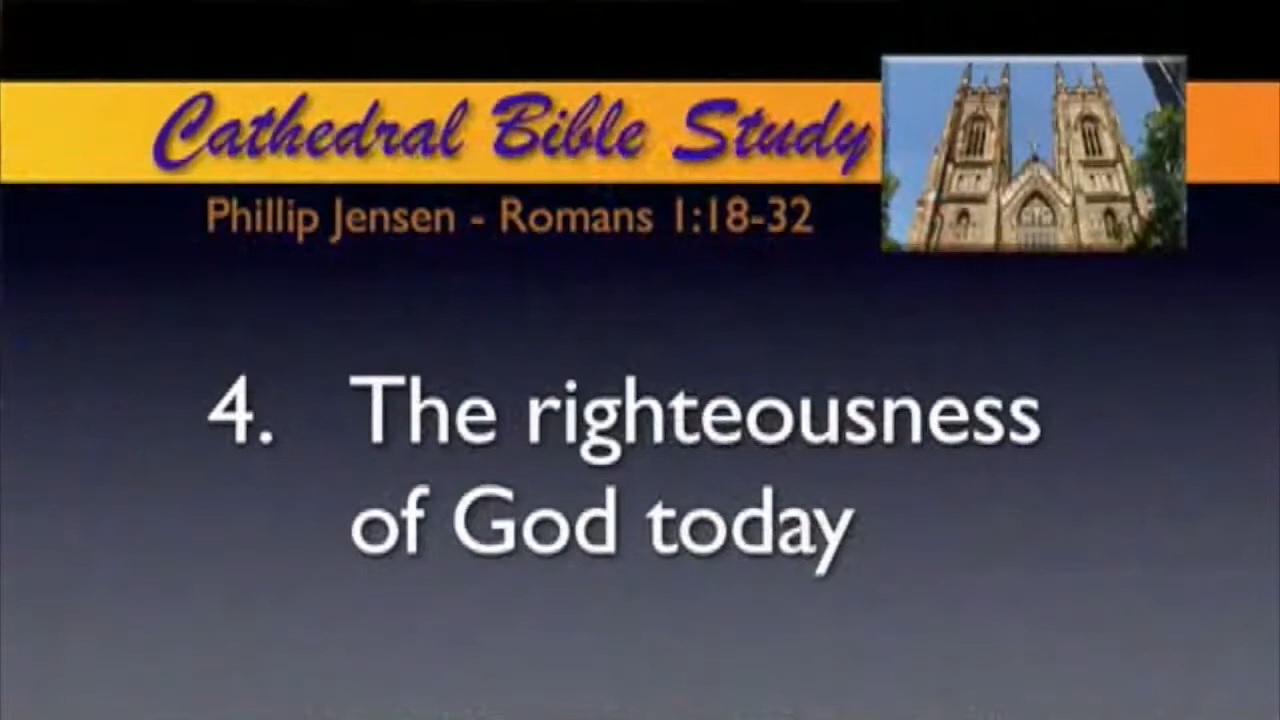 Cathedral Bible Study
Phillip Jensen - Romans 1:18-32
4. The righteousness
of God today